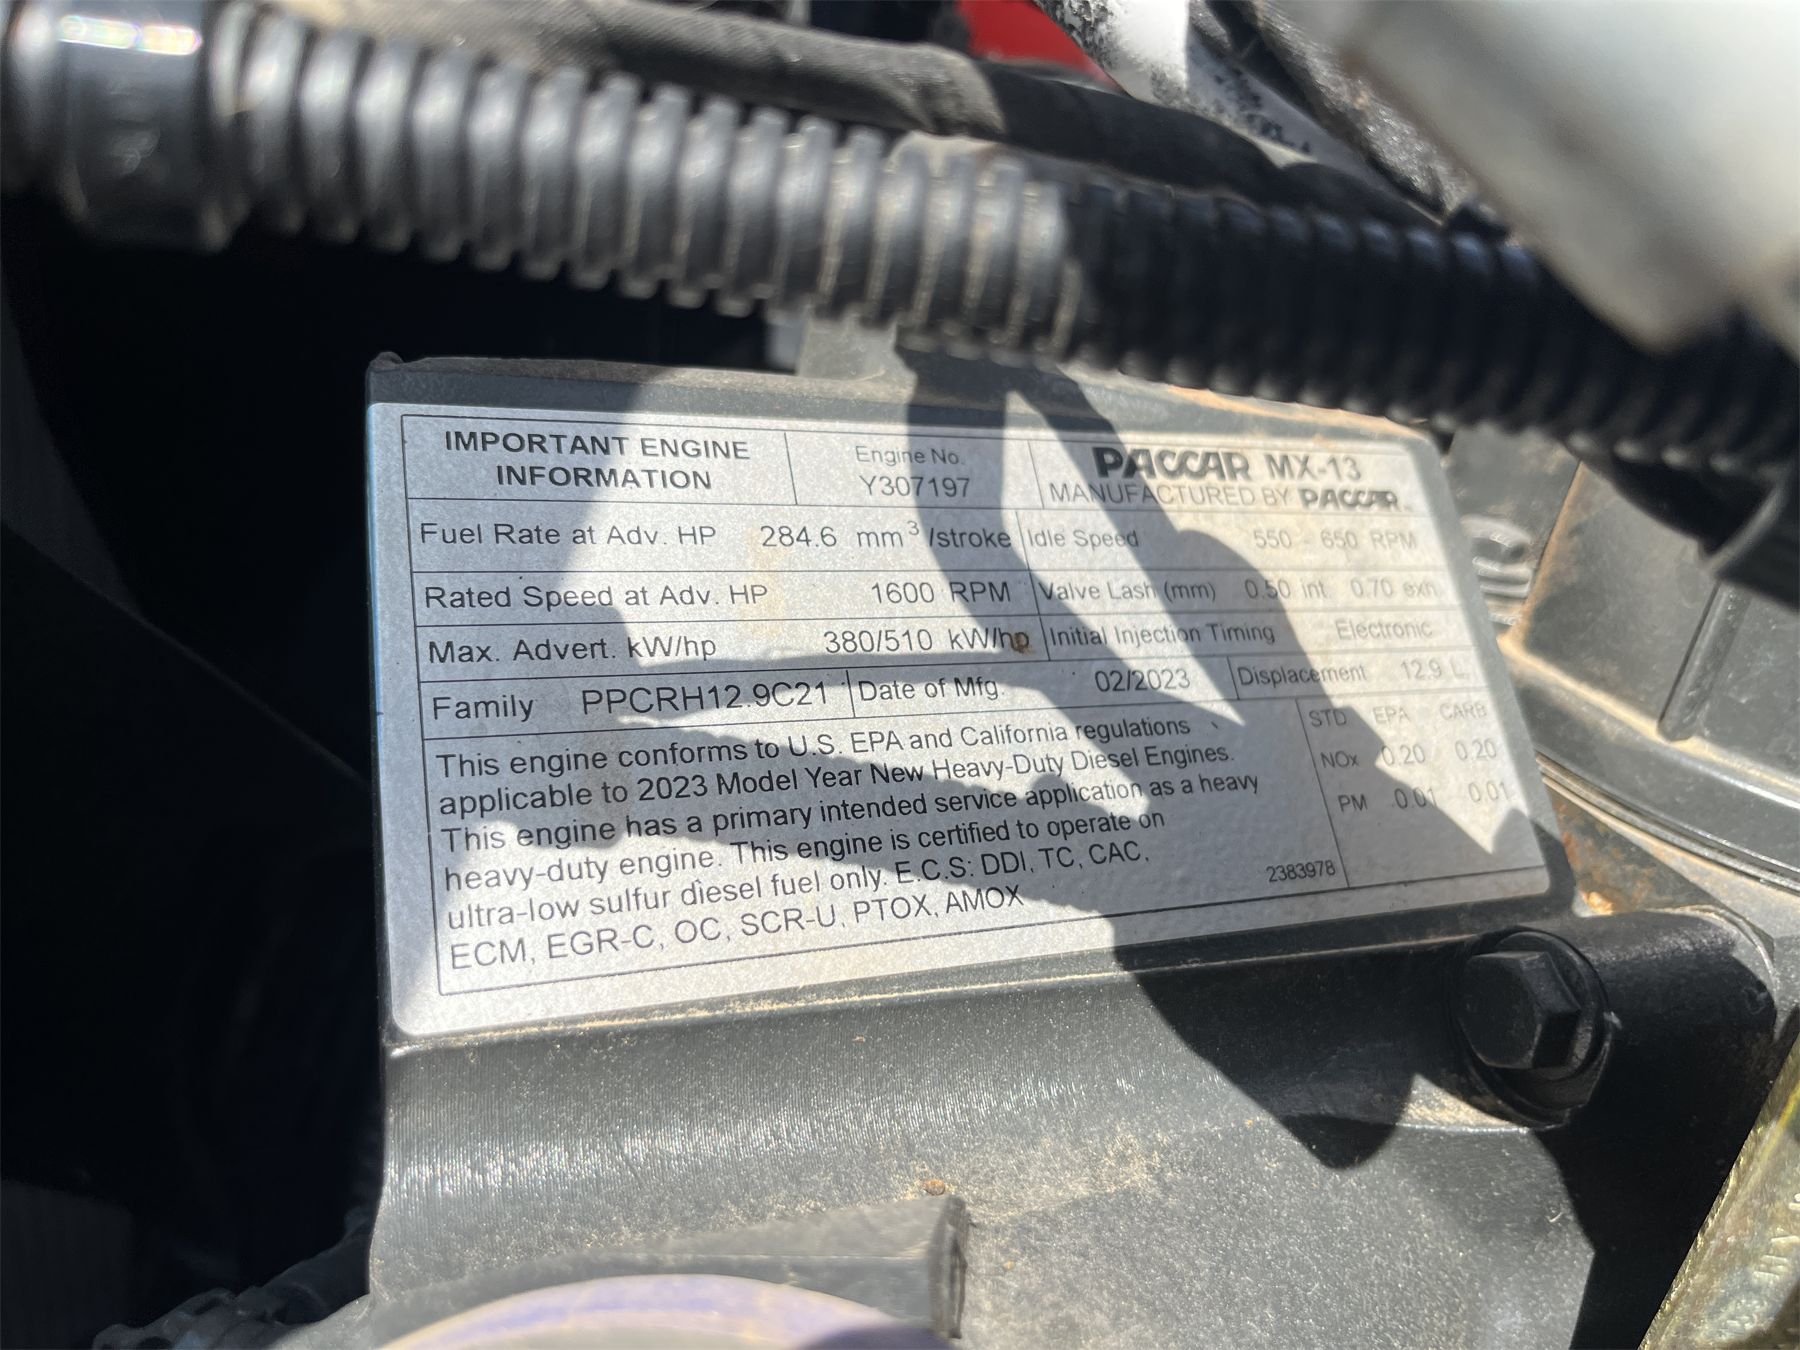 IMPORTANT ENGINE
INFORMATION
Engine No.
Y307197
PACCAR MX-13
MANUFACTURED BY PACCAR
Fuel Rate at Adv. HP 284.6 mm³/stroke
Idle Speed 550 - 650 RPM
Rated Speed at Adv. HP 1600 RPM
Valve Lash (mm) 0.50 int. 0.70 exh.
Max. Advert. kW/hp 380/510 kW/hp
Initial Injection Timing Electronic
Family PPCRH12.9C21
Date of Mfg. 02/2023
Displacement 12.9 L
This engine conforms to U.S. EPA and California regulations
applicable to 2023 Model Year New Heavy-Duty Diesel Engines.
This engine has a primary intended service application as a heavy
heavy-duty engine. This engine is certified to operate on
ultra-low sulfur diesel fuel only. E.C.S: DDI, TC, CAC,
ECM, EGR-C, OC, SCR-U, PTOX, AMOX
2383978
STD EPA CARB
NOx 0.20 0.20
PM 0.01 0.01